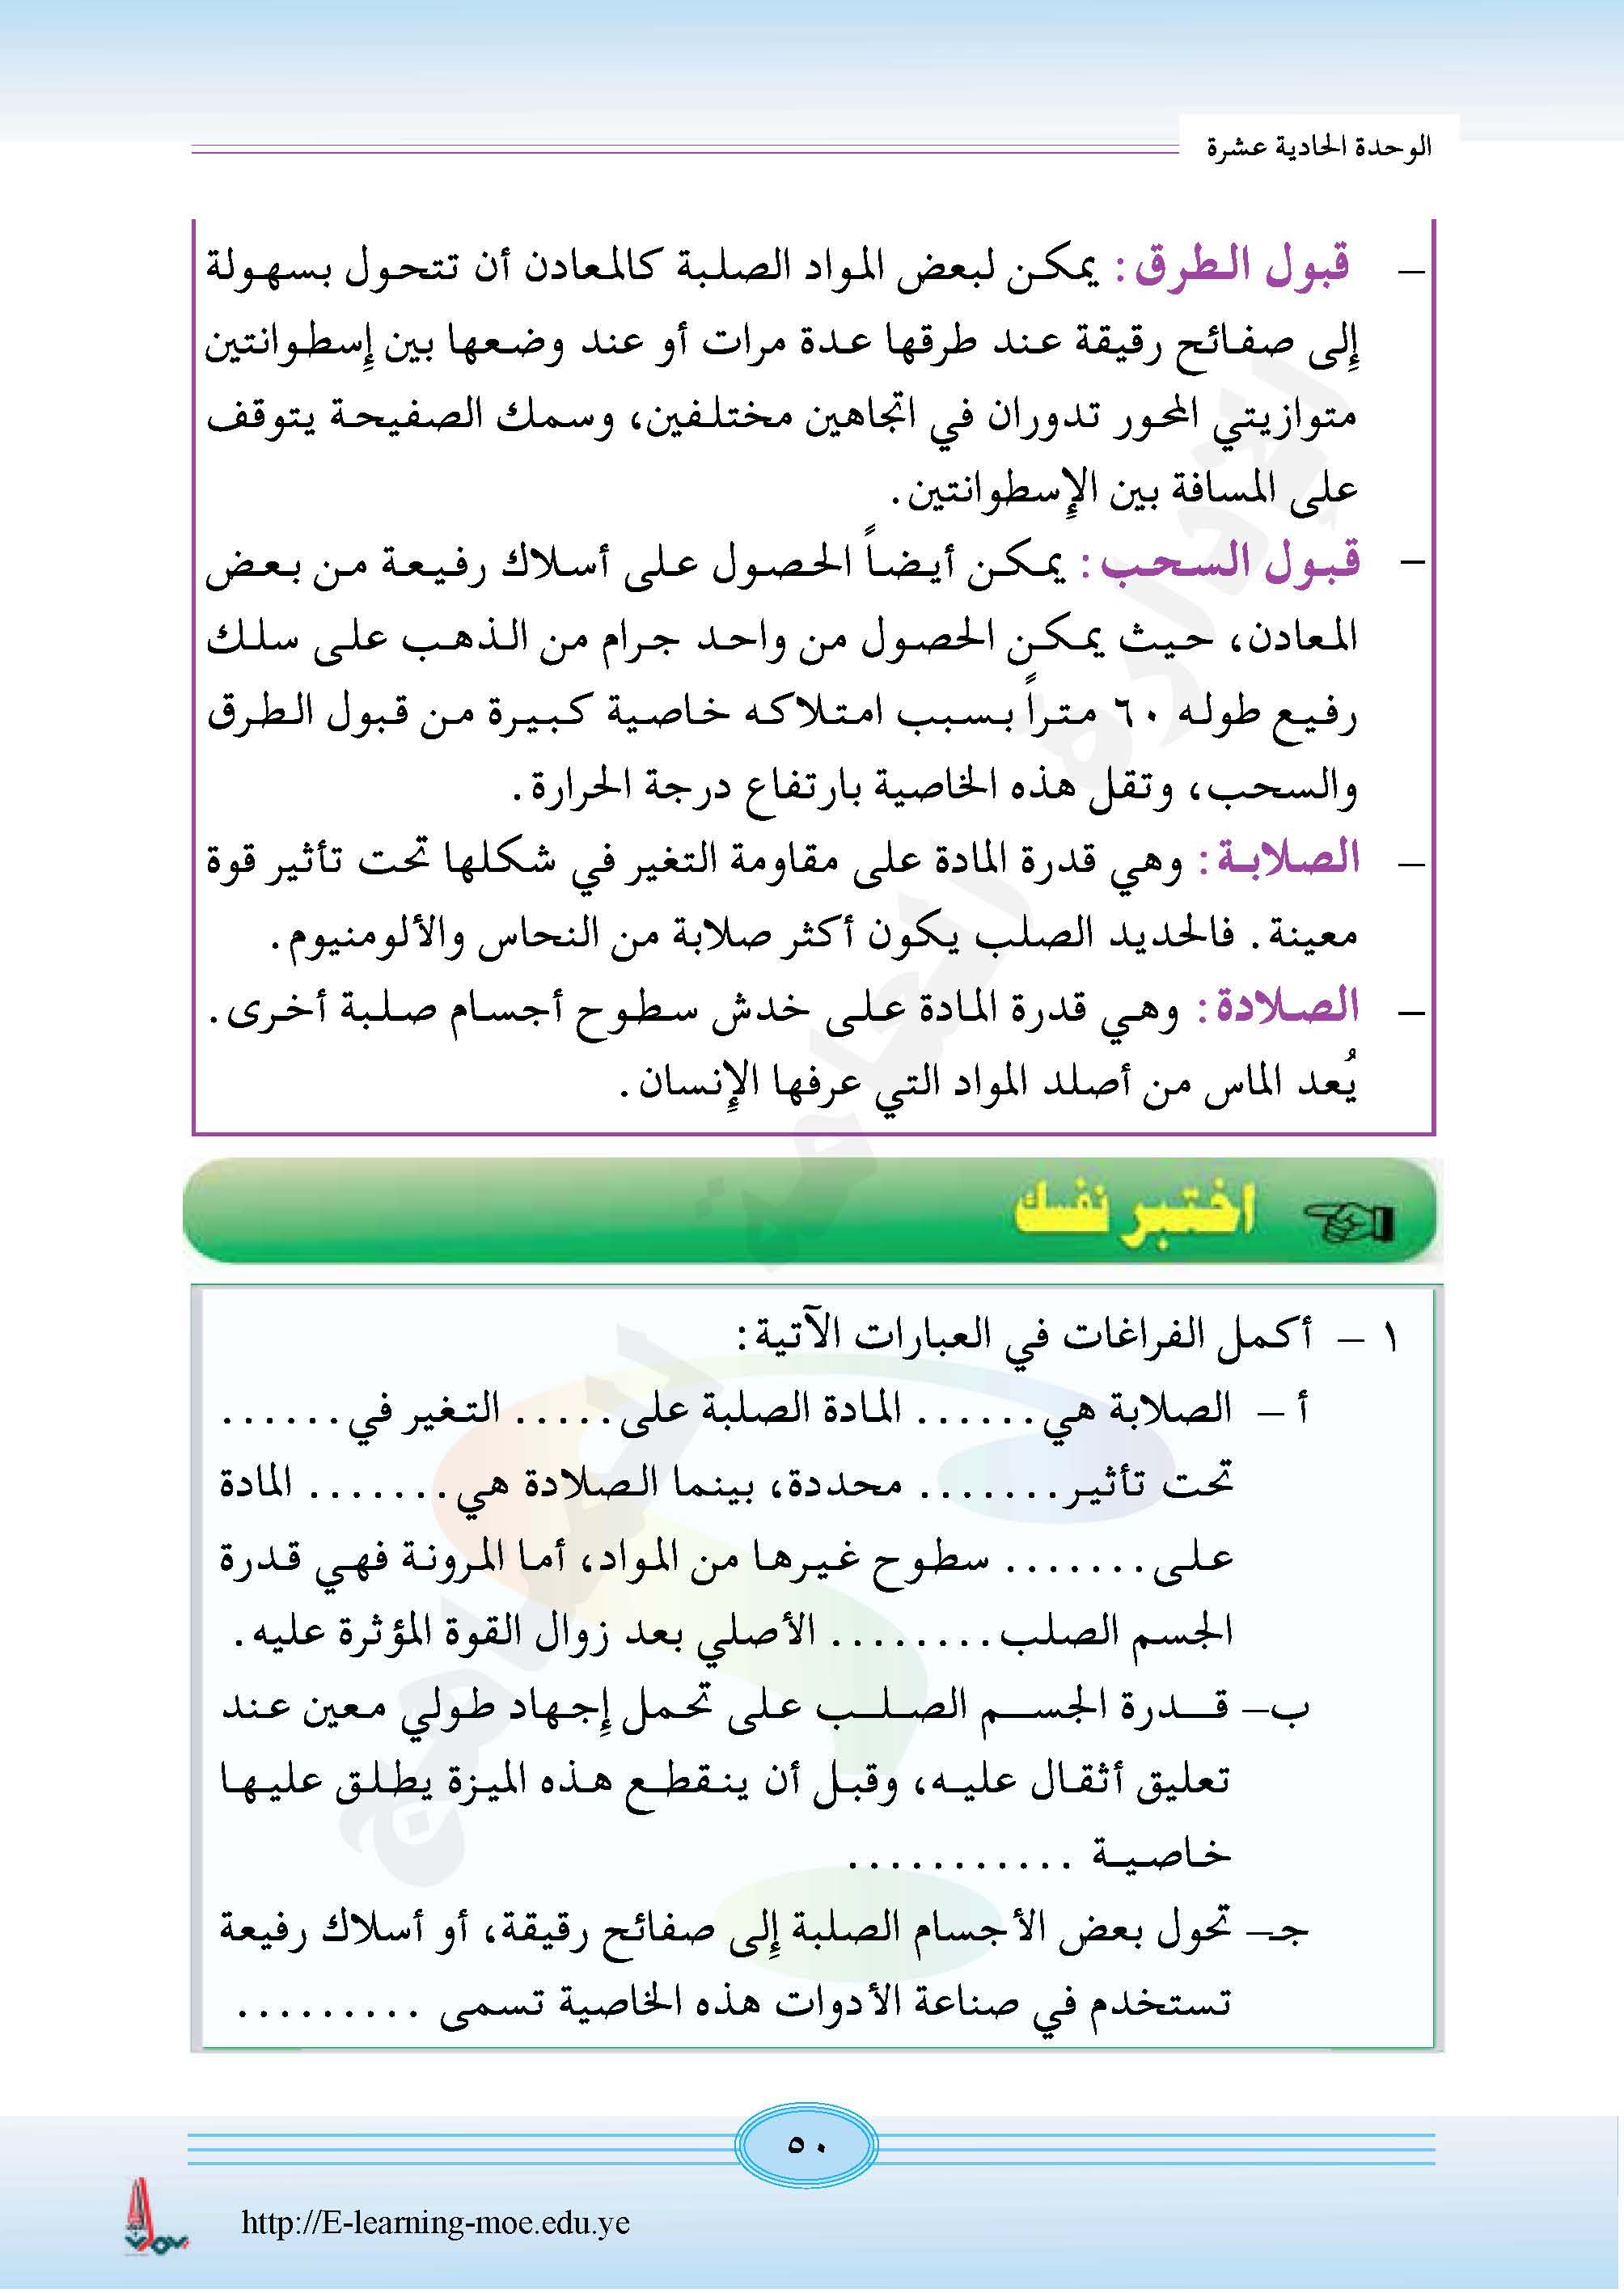 الوحدة الحادية عشرة
– قبول الطرق: يمكن لبعض المواد الصلبة كالمعادن أن تتحول بسهولة
إلى صفائح رقيقة عند طرقها عدة مرات أو عند وضعها بين إسطوانتين
متوازيتي المحور تدوران في اتجاهين مختلفين، وسمك الصفيحة يتوقف
على المسافة بين الإسطوانتين.
– قبول السحب: يمكن أيضاً الحصول على أسلاك رفيعة من بعض
المعادن، حيث يمكن الحصول من واحد جرام من الذهب على سلك
رفيع طوله ٦٠ متراً بسبب امتلاكه خاصية كبيرة من قبول الطرق
والسحب، وتقل هذه الخاصية بارتفاع درجة الحرارة.
– الصلابة: وهي قدرة المادة على مقاومة التغير في شكلها تحت تأثير قوة
معينة. فالحديد الصلب يكون أكثر صلابة من النحاس والألومنيوم.
– الصلادة: وهي قدرة المادة على خدش سطوح أجسام صلبة أخرى.
يُعد الماس من أصلد المواد التي عرفها الإنسان.
اختبر نفسك
١ – أكمل الفراغات في العبارات الآتية:
أ – الصلابة هي...... المادة الصلبة على..... التغير في......
تحت تأثير....... محددة، بينما الصلادة هي....... المادة
على....... سطوح غيرها من المواد، أما المرونة فهي قدرة
الجسم الصلب........ الأصلي بعد زوال القوة المؤثرة عليه.
ب– قدرة الجسم الصلب على تحمل إجهاد طولي معين عند
تعليق أثقال عليه، وقبل أن ينقطع هذه الميزة يطلق عليها
خاصية ...........
جـ– تحول بعض الأجسام الصلبة إلى صفائح رقيقة، أو أسلاك رفيعة
تستخدم في صناعة الأدوات هذه الخاصية تسمى .........
٥٠
http://E-learning-moe.edu.ye
الإدارة العامة للمناهج